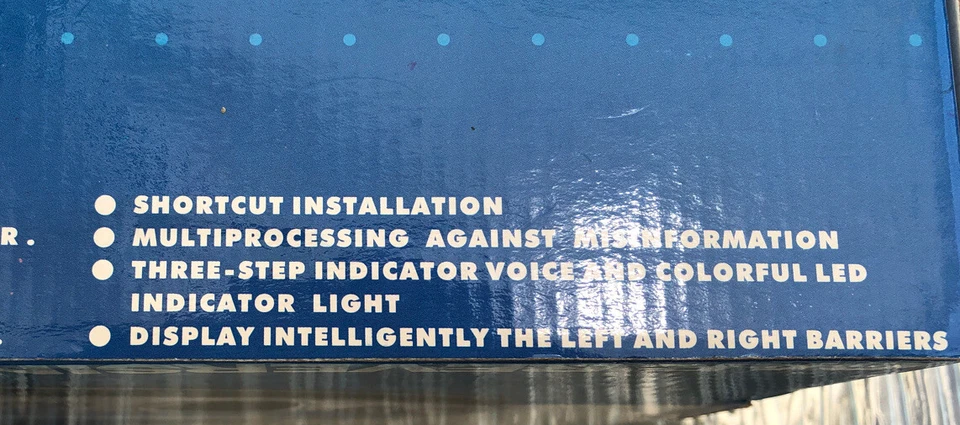 R.
● SHORTCUT INSTALLATION
● MULTIPROCESSING AGAINST MISINFORMATION
● THREE-STEP INDICATOR VOICE AND COLORFUL LED
INDICATOR LIGHT
● DISPLAY INTELLIGENTLY THE LEFT AND RIGHT BARRIERS